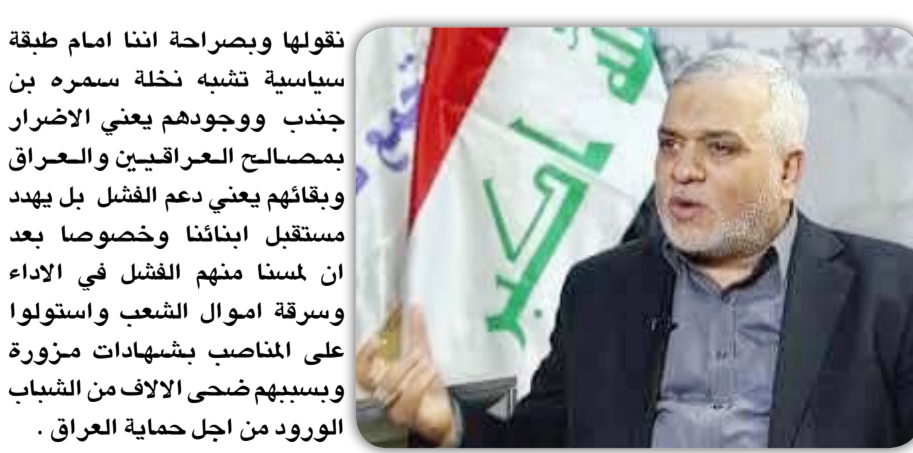 نقولها وبصراحة اننا امام طبقة
سياسية تشبه نخلة سمره بن
جندب ووجودهم يعني الاضرار
بمصالح العراقيين والعراق
وبقائهم يعني دعم الفشل بل يهدد
مستقبل ابنائنا وخصوصا بعد
ان لمسنا منهم الفشل في الاداء
وسرقة اموال الشعب واستولوا
على المناصب بشهادات مزورة
وبسببهم ضحى الالاف من الشباب
الورود من اجل حماية العراق .
اكبر